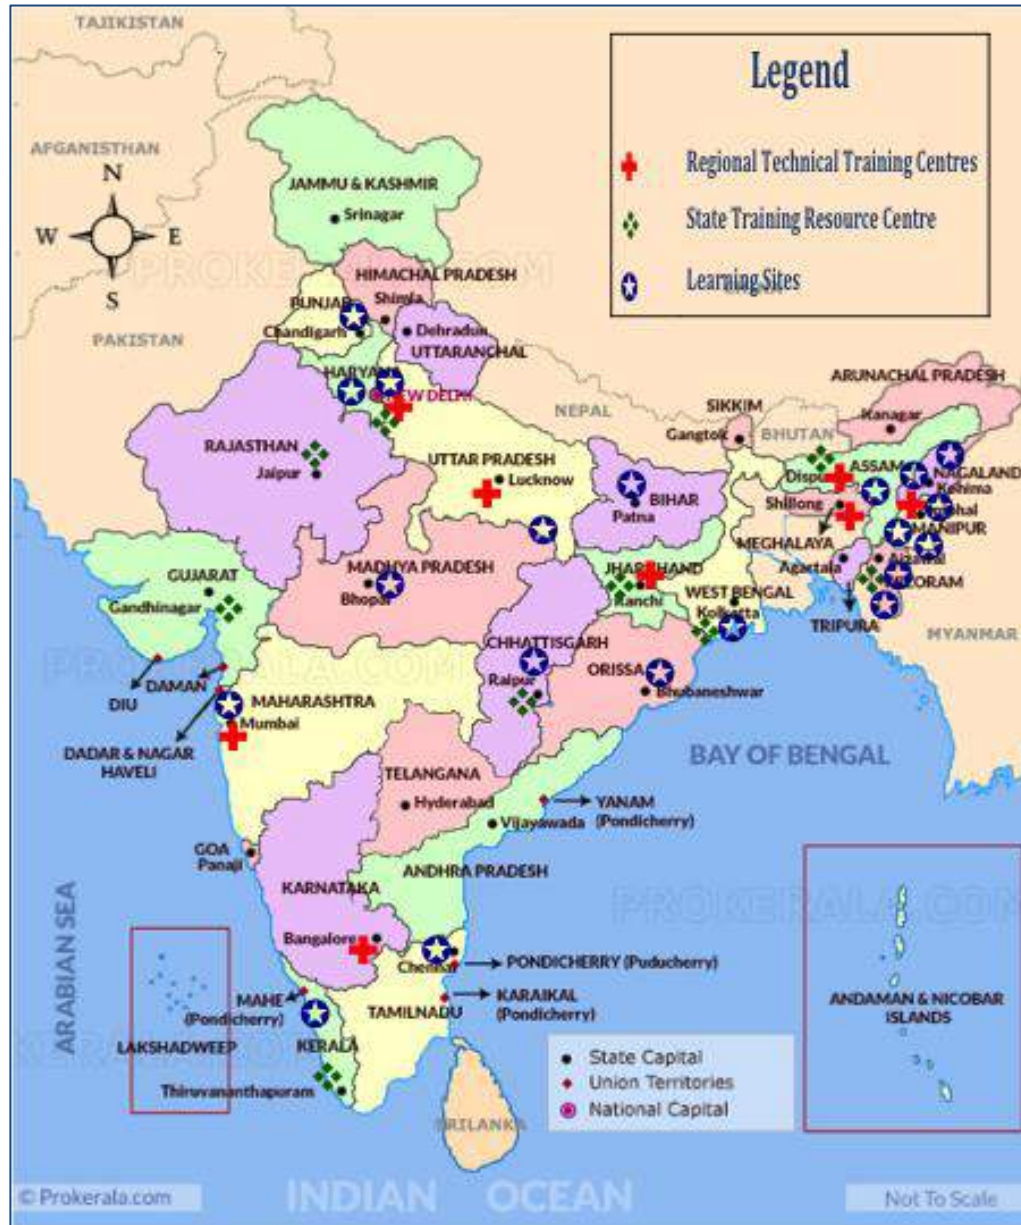 TAJIKISTAN
Legend
AFGANISTHAN
Regional Technical Training Centres
N
W
E
S
JAMMU & KASHMIR
Srinagar
State Training Resource Centre
PROKERALA.COM
HIMACHAL PRADESH
Learning Sites
PUNJAB
Shimla
PAKISTAN
Chandigarh
Dehradun
UTTARANCHAL
HARYANA
ARUNACHAL PRADESH
NEW DELHI
NEPAL
SIKKIM
Itanagar
Gangtok
BHUTAN
RAJASTHAN
Jaipur
UTTAR PRADESH
Lucknow
ASSAM
NAGALAND
Dispur
Kohima
BIHAR
Patna
Shillong
Imphal
MANIPUR
MEGHALAYA
Agartala
Aizawal
GUJARAT
MADHYA PRADESH
Bhopal
JHARKHAND
Ranchi
WEST BENGAL
Kolkatta
MIZORAM
Gandhinagar
TRIPURA
MYANMAR
CHHATTISGARH
Raipur
ORISSA
Bhubaneshwar
DAMAN
DIU
MAHARASHTRA
Mumbai
DADAR & NAGAR
HAVELI
BAY OF BENGAL
TELANGANA
Hyderabad
YANAM
(Pondicherry)
Vijayawada
GOA
Panaji
ANDHRA PRADESH
KARNATAKA
PROKERALA.COM
ARABIAN SEA
Bangalore
Chennai
PONDICHERRY (Puducherry)
MAHE
(Pondicherry)
TAMILNADU
KARAIKAL
(Pondicherry)
ANDAMAN & NICOBAR
ISLANDS
LAKSHADWEEP
KERALA
Thiruvananthapuram
State Capital
Union Territories
National Capital
SRILANKA
© Prokerala.com
INDIAN OCEAN
Not To Scale